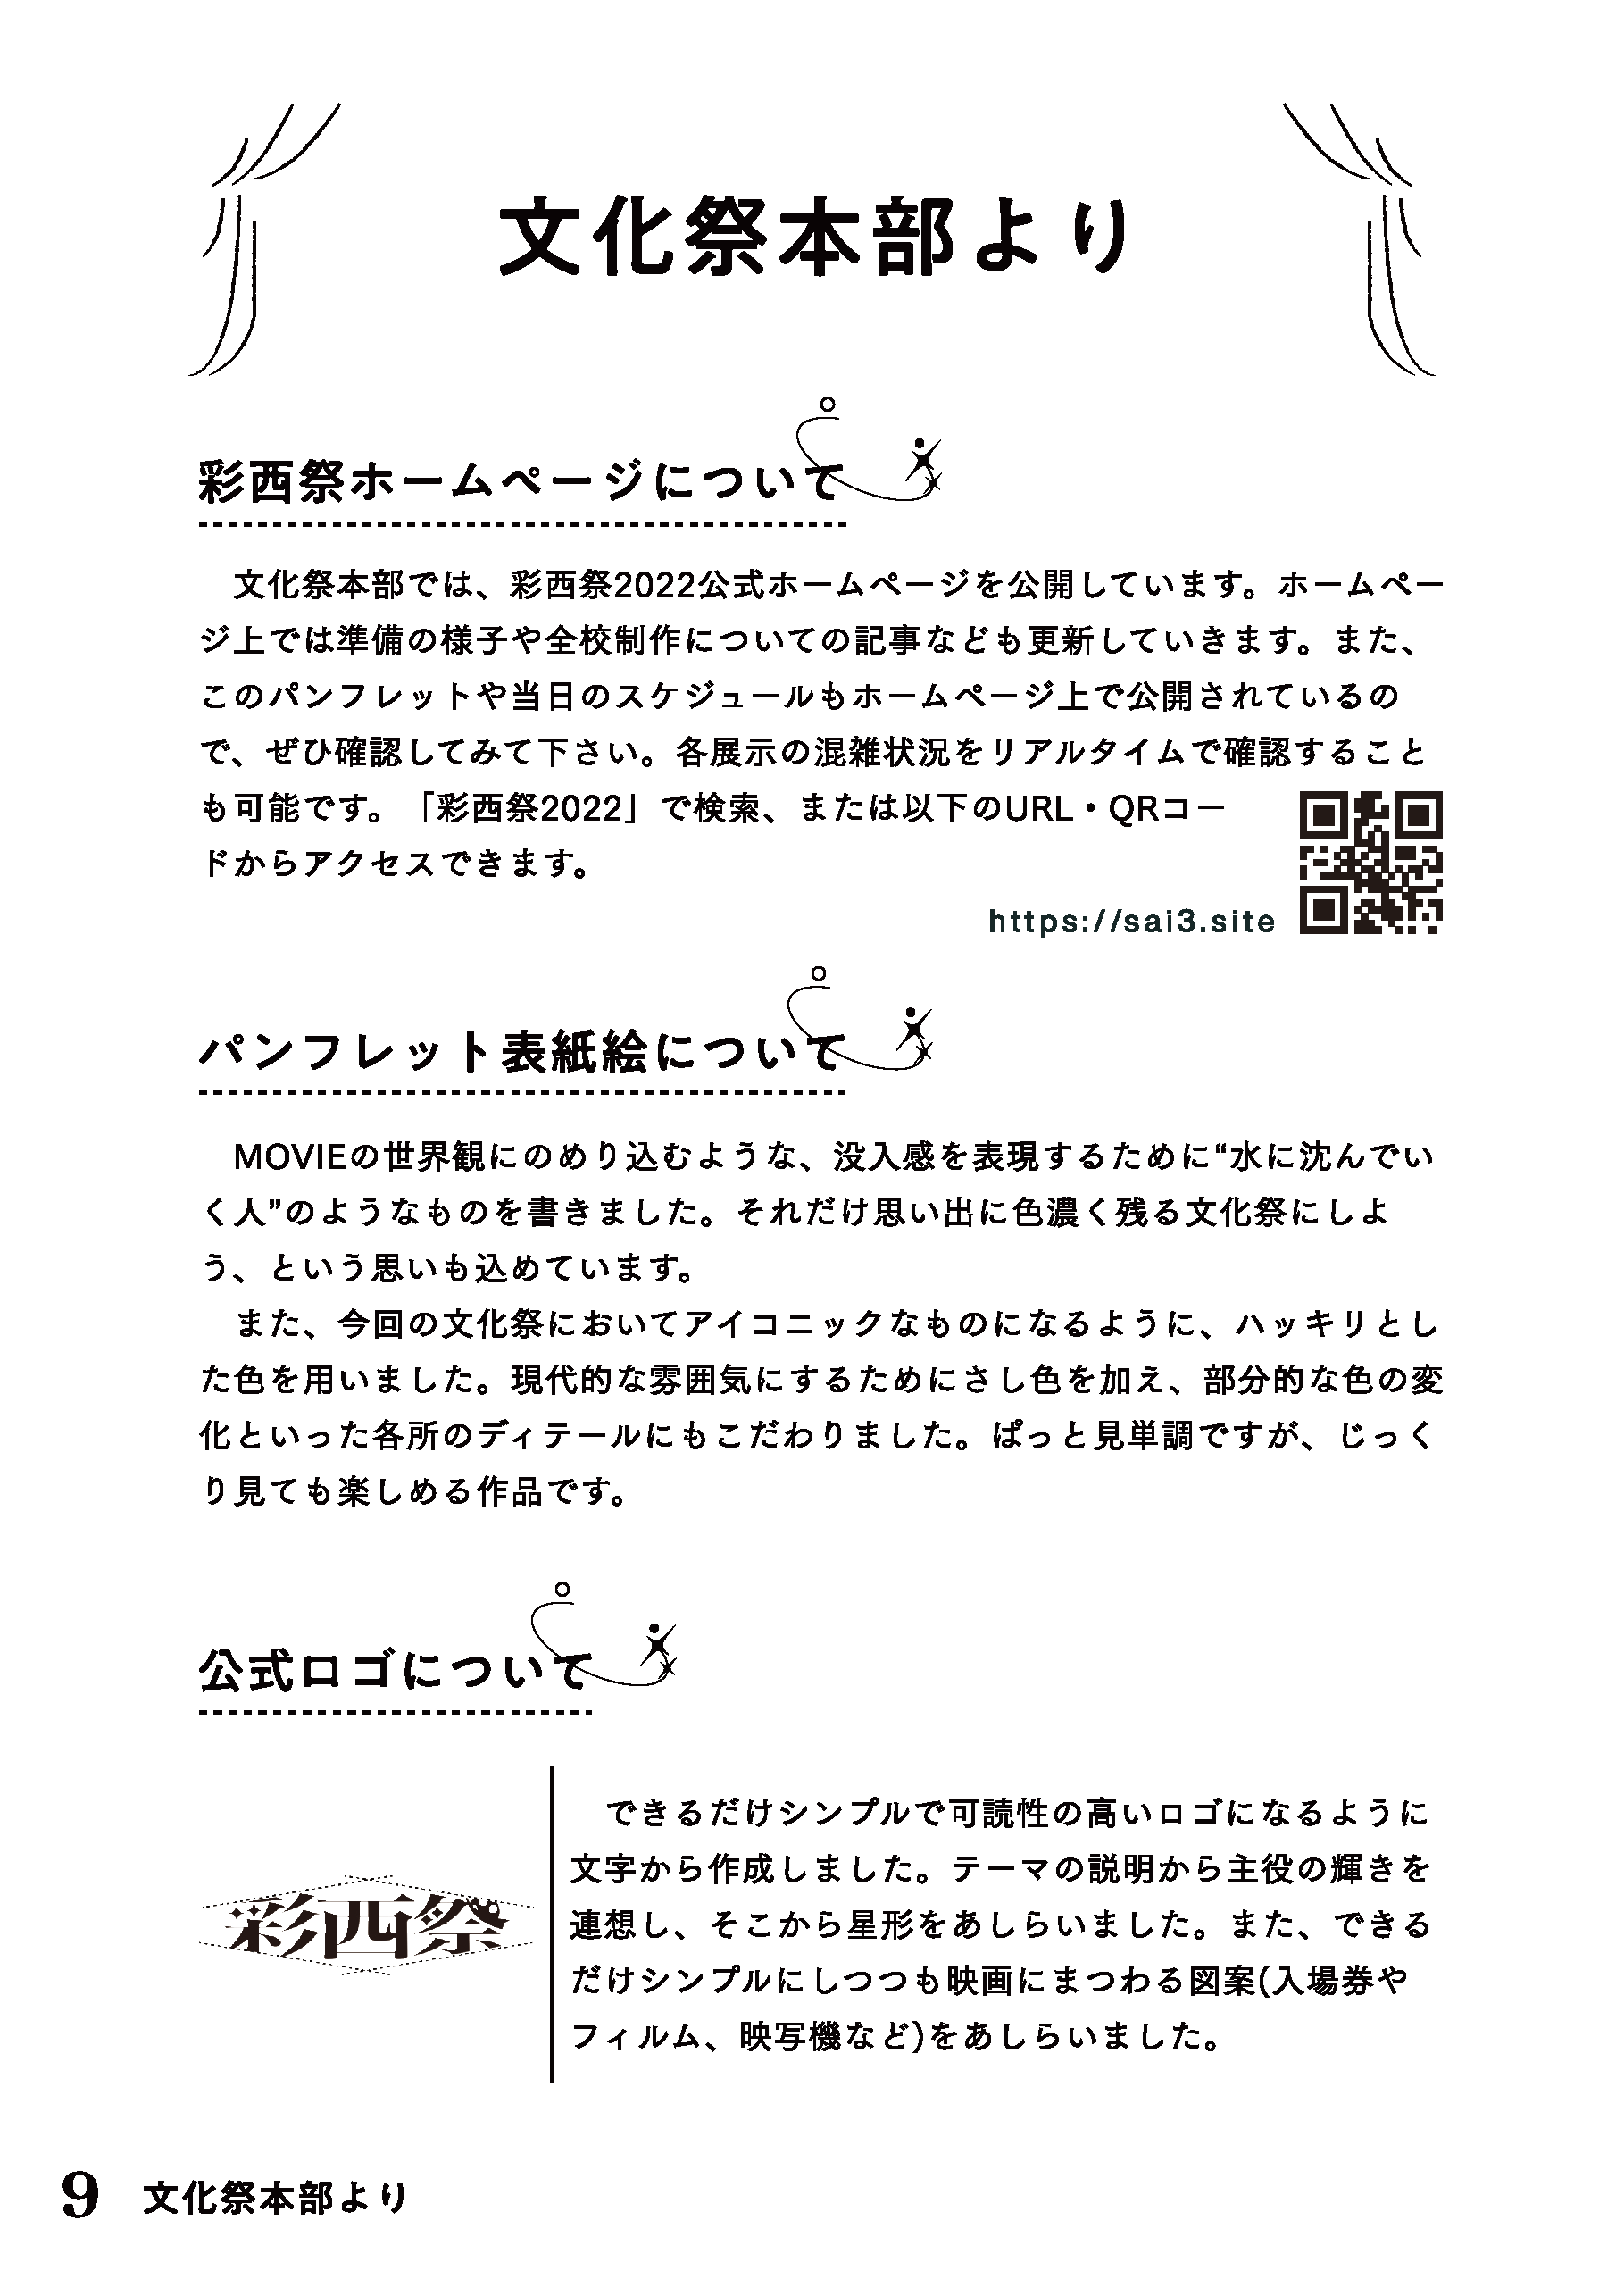 文化祭本部より
彩西祭ホームページについて
　文化祭本部では、彩西祭2022公式ホームページを公開しています。ホームペー
ジ上では準備の様子や全校制作についての記事なども更新していきます。また、
このパンフレットや当日のスケジュールもホームページ上で公開されているの
で、ぜひ確認してみて下さい。各展示の混雑状況をリアルタイムで確認すること
も可能です。「彩西祭2022」で検索、または以下のURL・QRコー
ドからアクセスできます。
https://sai3.site
パンフレット表紙絵について
　MOVIEの世界観にのめり込むような、没入感を表現するために“水に沈んでい
く人”のようなものを書きました。それだけ思い出に色濃く残る文化祭にしよ
う、という思いも込めています。
　また、今回の文化祭においてアイコニックなものになるように、ハッキリとし
た色を用いました。現代的な雰囲気にするためにさし色を加え、部分的な色の変
化といった各所のディテールにもこだわりました。ぱっと見単調ですが、じっく
り見ても楽しめる作品です。
公式ロゴについて
彩西祭
　できるだけシンプルで可読性の高いロゴになるように
文字から作成しました。テーマの説明から主役の輝きを
連想し、そこから星形をあしらいました。また、できる
だけシンプルにしつつも映画にまつわる図案(入場券や
フィルム、映写機など)をあしらいました。
9　文化祭本部より